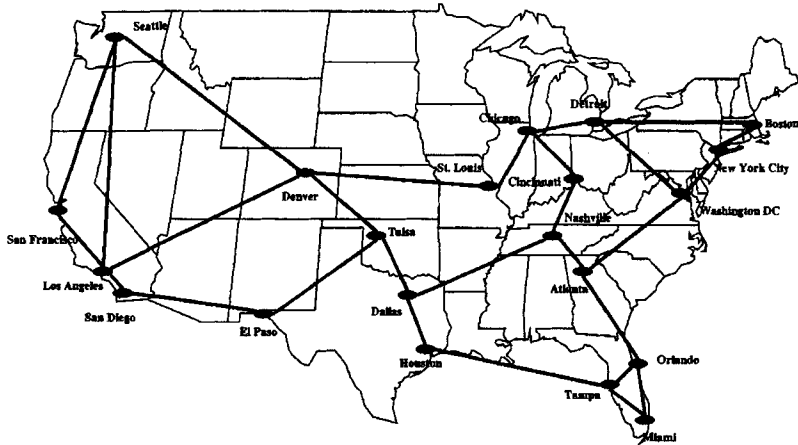 Seattle
Detroit
Chicago
Boston
New York City
St. Louis
Cincinnati
Denver
Washington DC
Nashville
Tulsa
San Francisco
Los Angeles
Atlanta
Dallas
San Diego
El Paso
Houston
Orlando
Tampa
Miami